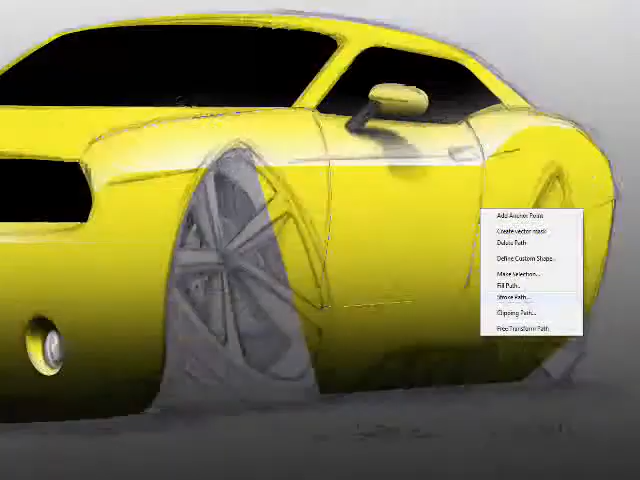 Add Anchor Point
Create vector mask
Delete Path
Define Custom Shape...
Make Selection...
Fill Path...
Stroke Path...
Clipping Path...
Free Transform Path